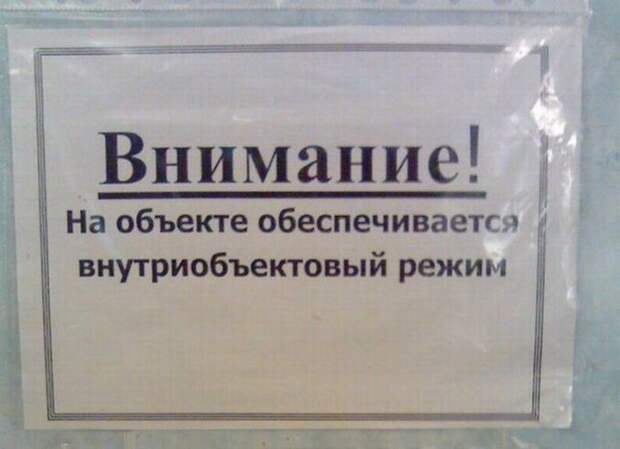 Внимание!
На объекте обеспечивается
внутриобъектовый режим